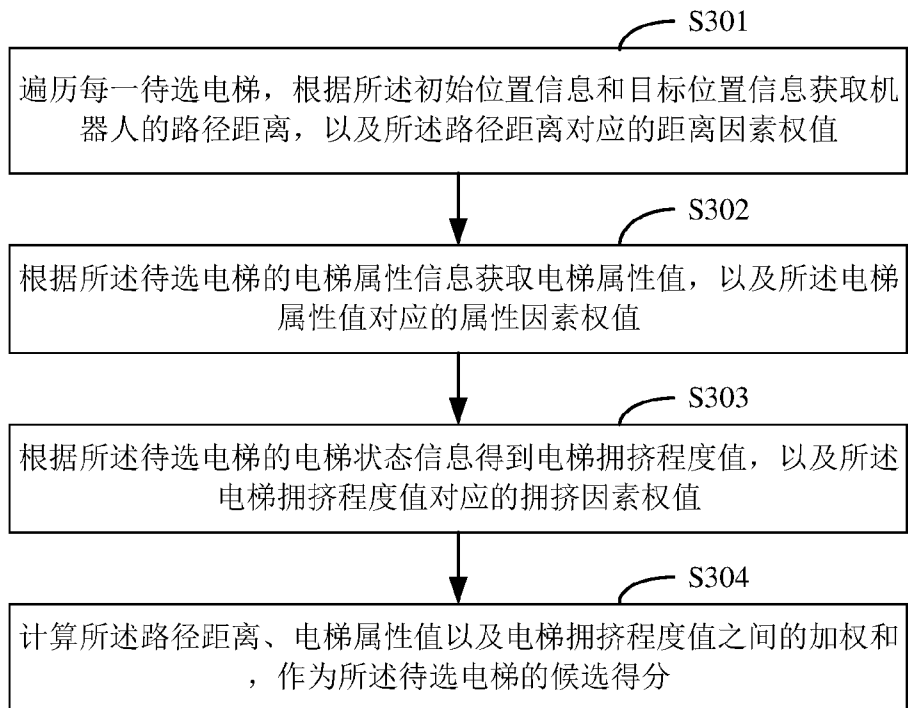 S301
遍历每一待选电梯，根据所述初始位置信息和目标位置信息获取机
器人的路径距离，以及所述路径距离对应的距离因素权值
S302
根据所述待选电梯的电梯属性信息获取电梯属性值，以及所述电梯
属性值对应的属性因素权值
S303
根据所述待选电梯的电梯状态信息得到电梯拥挤程度值，以及所述
电梯拥挤程度值对应的拥挤因素权值
S304
计算所述路径距离、电梯属性值以及电梯拥挤程度值之间的加权和
，作为所述待选电梯的候选得分